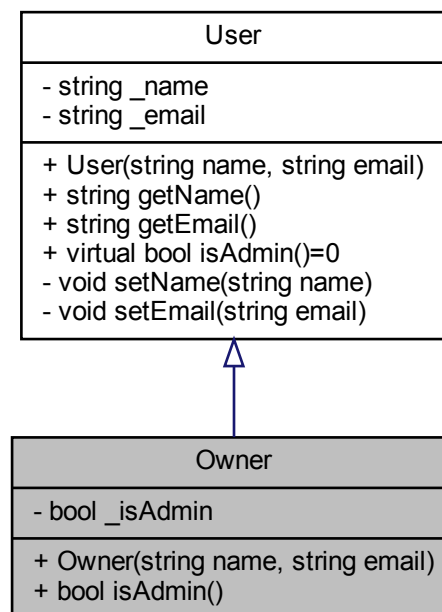 User
- string _name
- string _email
+ User(string name, string email)
+ string getName()
+ string getEmail()
+ virtual bool isAdmin()=0
- void setName(string name)
- void setEmail(string email)
Owner
- bool _isAdmin
+ Owner(string name, string email)
+ bool isAdmin()